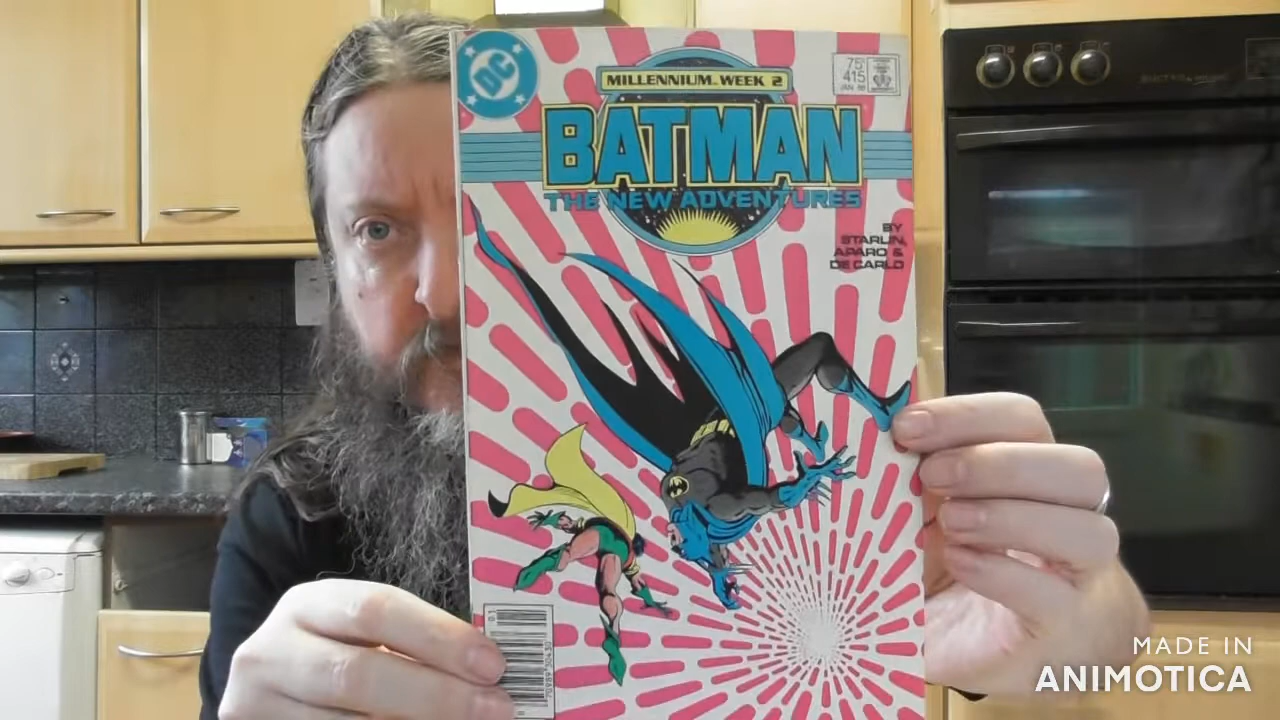 DC
MILLENNIUM WEEK 2
75¢
415
JAN 88
BATMAN
THE NEW ADVENTURES
BY
STARLIN,
APARO &
DE CARLO
MADE IN
ANIMOTICA